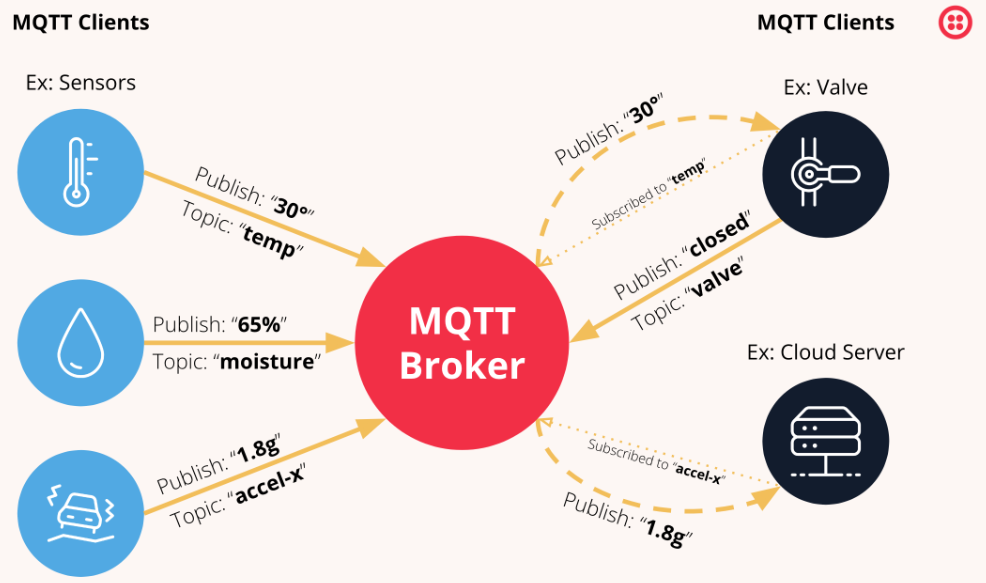 MQTT Clients
MQTT Clients
Ex: Sensors
Ex: Valve
Publish: “30°”
Topic: “temp”
Publish: “30°”
Subscribed to “temp”
Publish: “closed”
Topic: “valve”
Publish: “65%”
Topic: “moisture”
MQTT
Broker
Ex: Cloud Server
Publish: “1.8g”
Topic: “accel-x”
Subscribed to “accel-x”
Publish: “1.8g”